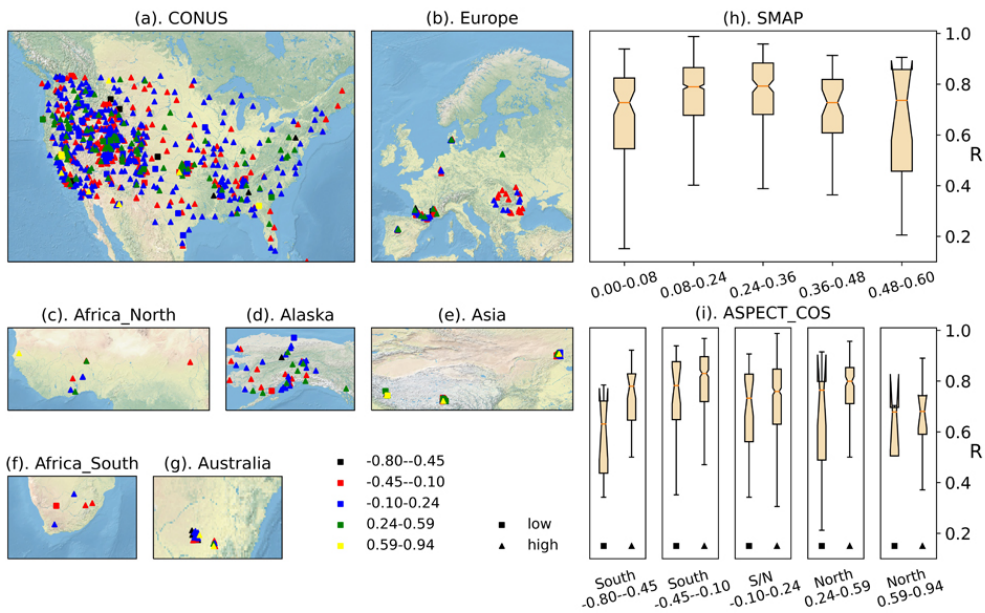 (a). CONUS
(b). Europe
(h). SMAP
1.0
0.8
0.6
R
0.4
0.2
0.00-0.08
0.08-0.24
0.24-0.36
0.36-0.48
0.48-0.60
(c). Africa_North
(d). Alaska
(e). Asia
(i). ASPECT_COS
1.0
0.8
0.6
R
0.4
0.2
(f). Africa_South
(g). Australia
-0.80--0.45
-0.45--0.10
-0.10-0.24
0.24-0.59
0.59-0.94
low
high
South
-0.80--0.45
South
-0.45--0.10
S/N
-0.10-0.24
North
0.24-0.59
North
0.59-0.94